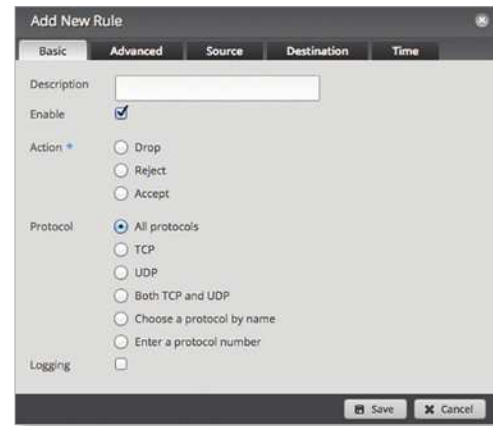 Add New Rule
Basic Advanced Source Destination Time
Description
Enable
Action *
Drop
Reject
Accept
Protocol
All protocols
TCP
UDP
Both TCP and UDP
Choose a protocol by name
Enter a protocol number
Logging
Save Cancel